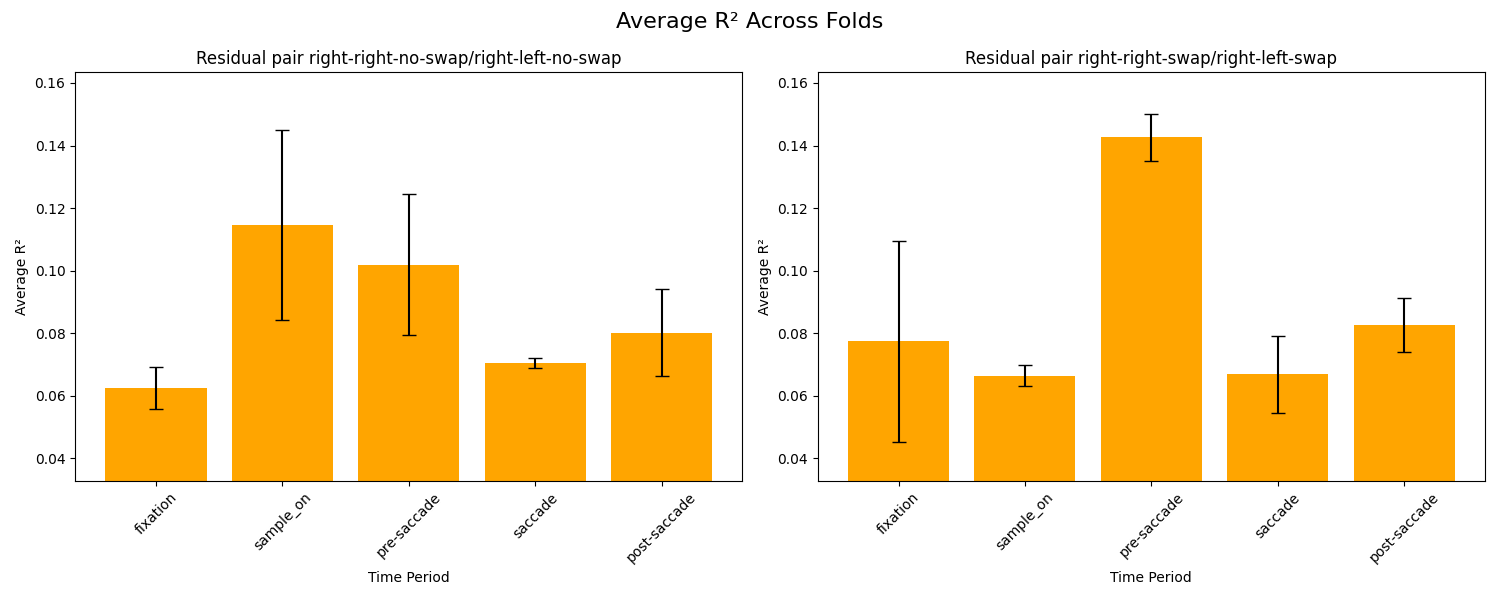 Average R² Across Folds
Residual pair right-right-no-swap/right-left-no-swap
Average R²
0.16
0.14
0.12
0.10
0.08
0.06
0.04
fixation
sample_on
pre-saccade
saccade
post-saccade
Time Period
Residual pair right-right-swap/right-left-swap
Average R²
0.16
0.14
0.12
0.10
0.08
0.06
0.04
fixation
sample_on
pre-saccade
saccade
post-saccade
Time Period